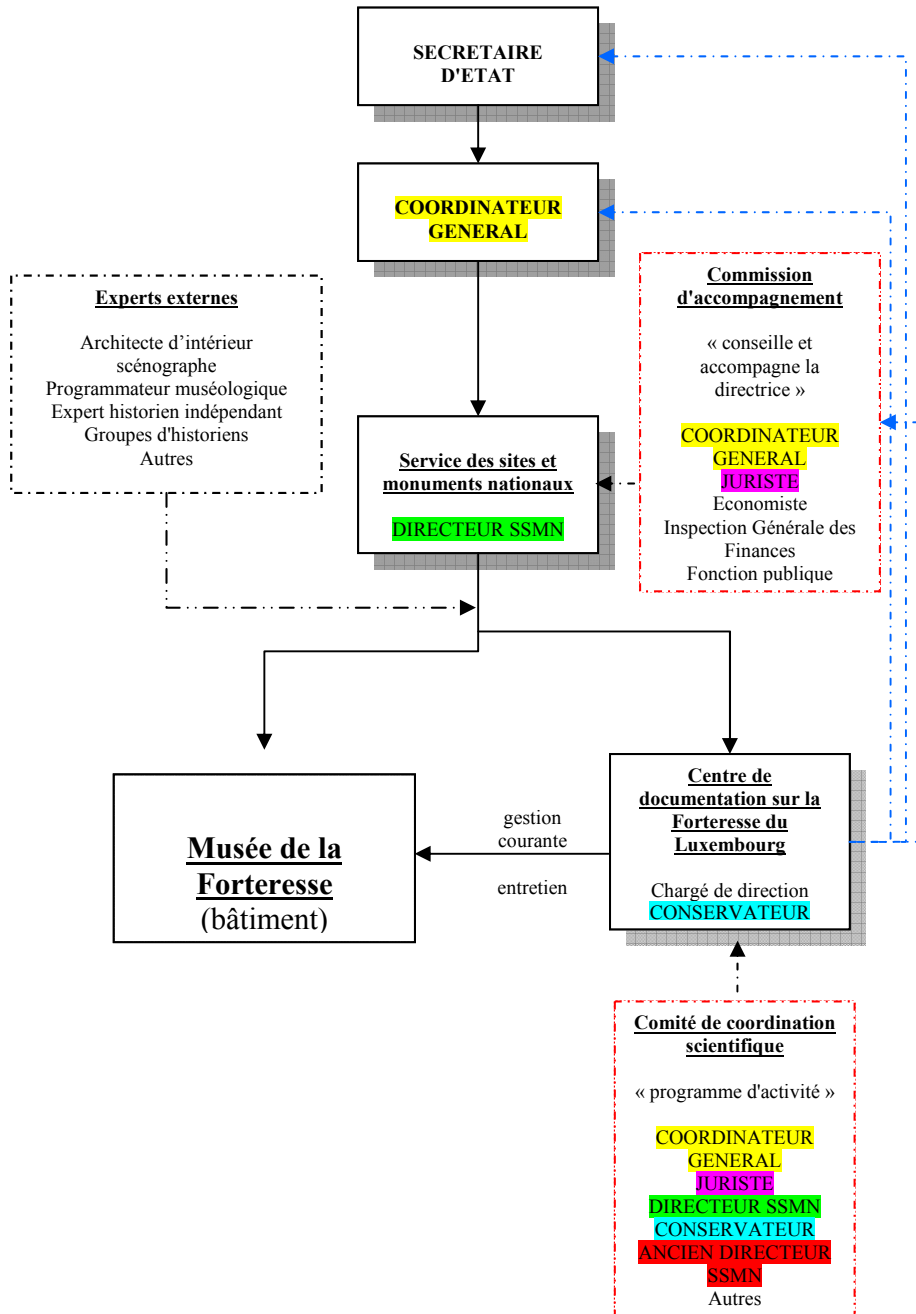 SECRETAIRE
D'ETAT
COORDINATEUR
GENERAL
Experts externes
Architecte d’intérieur
scénographe
Programmateur muséologique
Expert historien indépendant
Groupes d'historiens
Autres
Commission
d'accompagnement
« conseille et
accompagne la
directrice »
COORDINATEUR
GENERAL
JURISTE
Economiste
Inspection Générale des
Finances
Fonction publique
Service des sites et
monuments nationaux
DIRECTEUR SSMN
Musée de la
Forteresse
(bâtiment)
gestion
courante
entretien
Centre de
documentation sur la
Forteresse du
Luxembourg
Chargé de direction
CONSERVATEUR
Comité de coordination
scientifique
« programme d'activité »
COORDINATEUR
GENERAL
JURISTE
DIRECTEUR SSMN
CONSERVATEUR
ANCIEN DIRECTEUR
SSMN
Autres